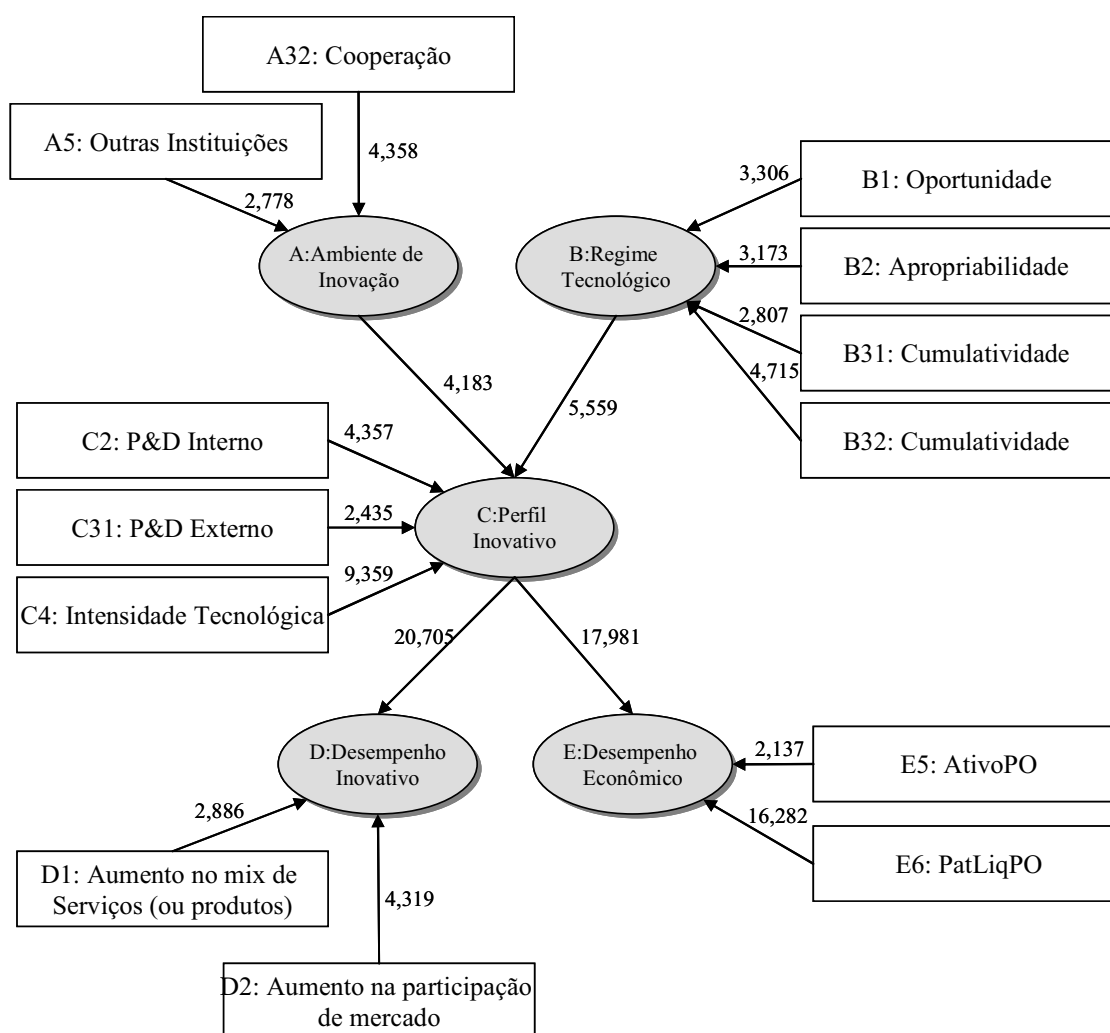 A32: Cooperação
A5: Outras Instituições
4,358
2,778
3,306
B1: Oportunidade
A:Ambiente de
Inovação
B:Regime
Tecnológico
3,173
B2: Apropriabilidade
2,807
B31: Cumulatividade
4,715
B32: Cumulatividade
4,183
5,559
C2: P&D Interno
4,357
C31: P&D Externo
2,435
C:Perfil
Inovativo
9,359
C4: Intensidade Tecnológica
20,705
17,981
D:Desempenho
Inovativo
E:Desempenho
Econômico
2,137
E5: AtivoPO
16,282
E6: PatLiqPO
2,886
D1: Aumento no mix de
Serviços (ou produtos)
4,319
D2: Aumento na participação
de mercado